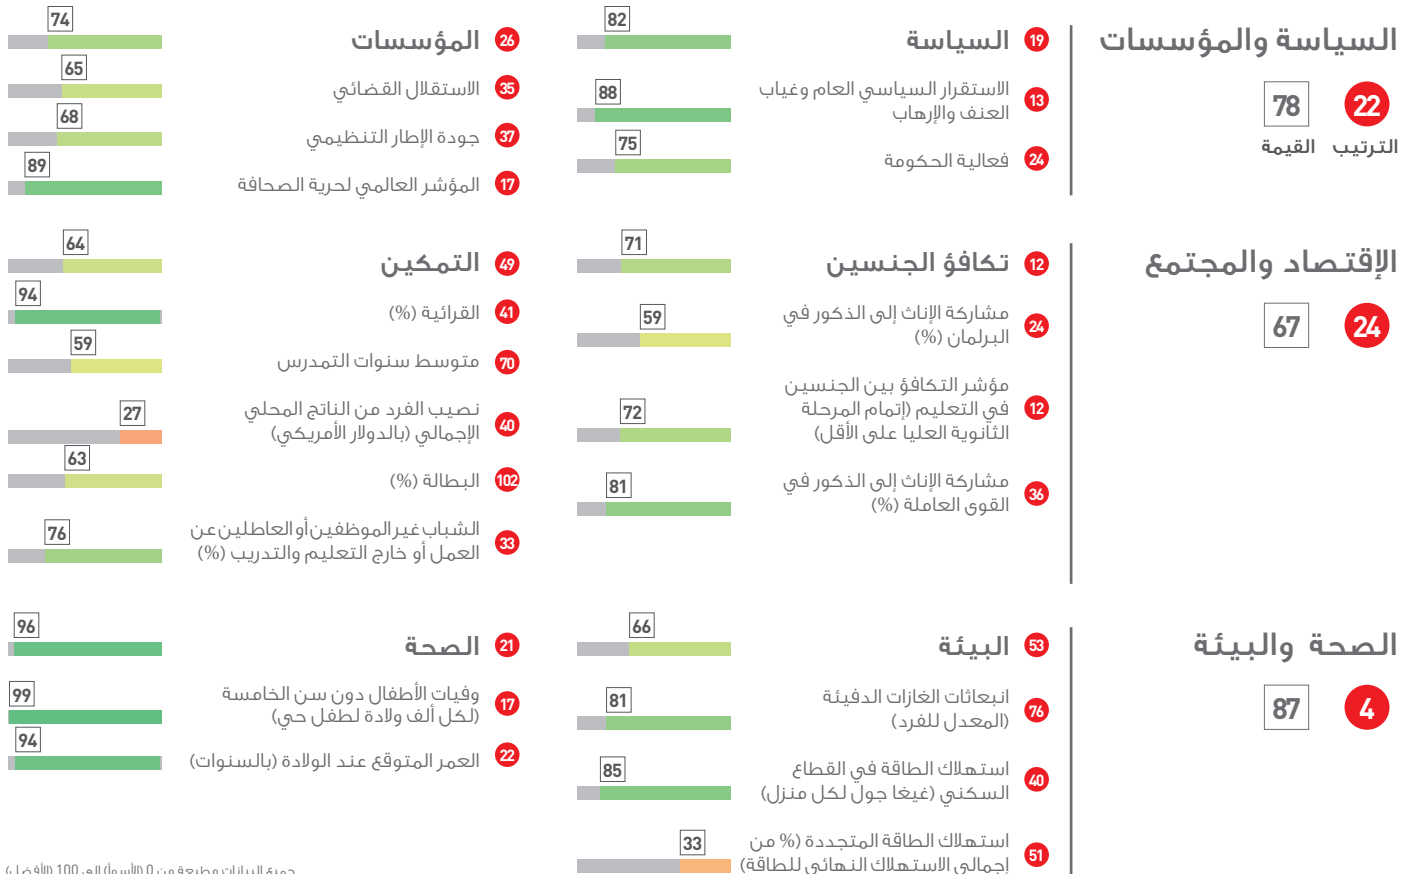 السياسة والمؤسسات
22
78
الترتيب
القيمة
19
السياسة
82
13
الاستقرار السياسي العام وغياب
العنف والإرهاب
88
24
فعالية الحكومة
75
26
المؤسسات
74
35
الاستقلال القضائي
65
37
جودة الإطار التنظيمي
68
17
المؤشر العالمي لحرية الصحافة
89
الإقتصاد والمجتمع
24
67
12
تكافؤ الجنسين
71
24
مشاركة الإناث إلى الذكور في
البرلمان (%)
59
12
مؤشر التكافؤ بين الجنسين
في التعليم (إتمام المرحلة
الثانوية العليا على الأقل)
72
36
مشاركة الإناث إلى الذكور في
القوى العاملة (%)
81
49
التمكين
64
41
القرائية (%)
94
70
متوسط سنوات التمدرس
59
40
نصيب الفرد من الناتج المحلي
الإجمالي (بالدولار الأمريكي)
27
102
البطالة (%)
63
33
الشباب غير الموظفين أو العاطلين عن
العمل أو خارج التعليم والتدريب (%)
76
الصحة والبيئة
4
87
53
البيئة
66
76
انبعاثات الغازات الدفيئة
(المعدل للفرد)
81
40
استهلاك الطاقة في القطاع
السكني (غيغا جول لكل منزل)
85
51
استهلاك الطاقة المتجددة (% من
إجمالي الاستهلاك النهائي للطاقة)
33
21
الصحة
96
17
وفيات الأطفال دون سن الخامسة
(لكل ألف ولادة لطفل حي)
99
22
العمر المتوقع عند الولادة (بالسنوات)
94
جميع البيانات مطبعة من 0 (الأسوأ) إلى 100 (الأفضل)